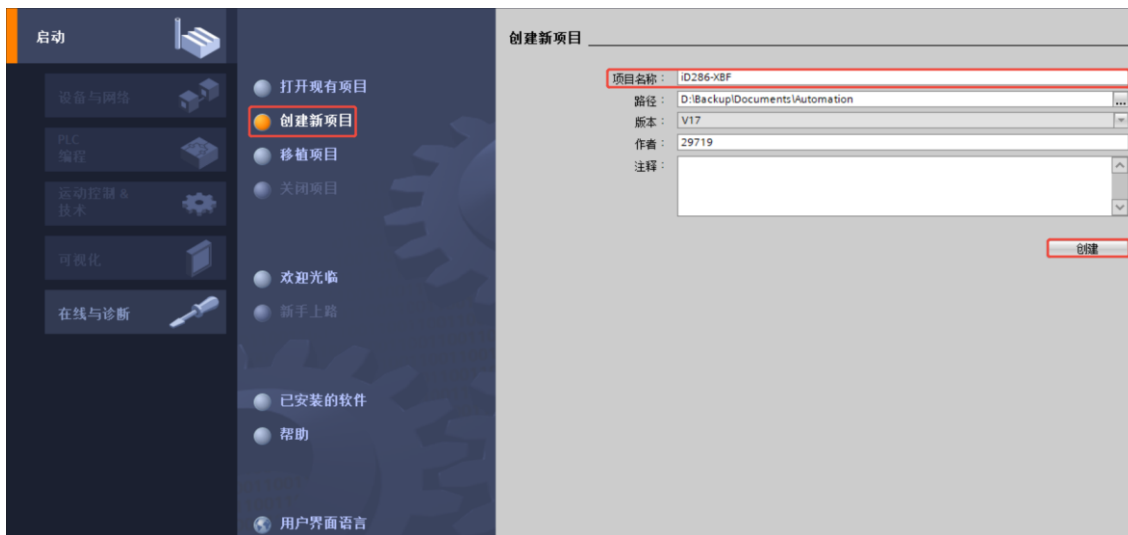 启动
设备与网络
PLC
编程
运动控制 &
技术
可视化
在线与诊断
打开现有项目
创建新项目
移植项目
关闭项目
欢迎光临
新手上路
已安装的软件
帮助
用户界面语言
创建新项目
项目名称： iD286-XBF
路径： D:\Backup\Documents\Automation
...
版本： V17
作者： 29719
注释：
创建